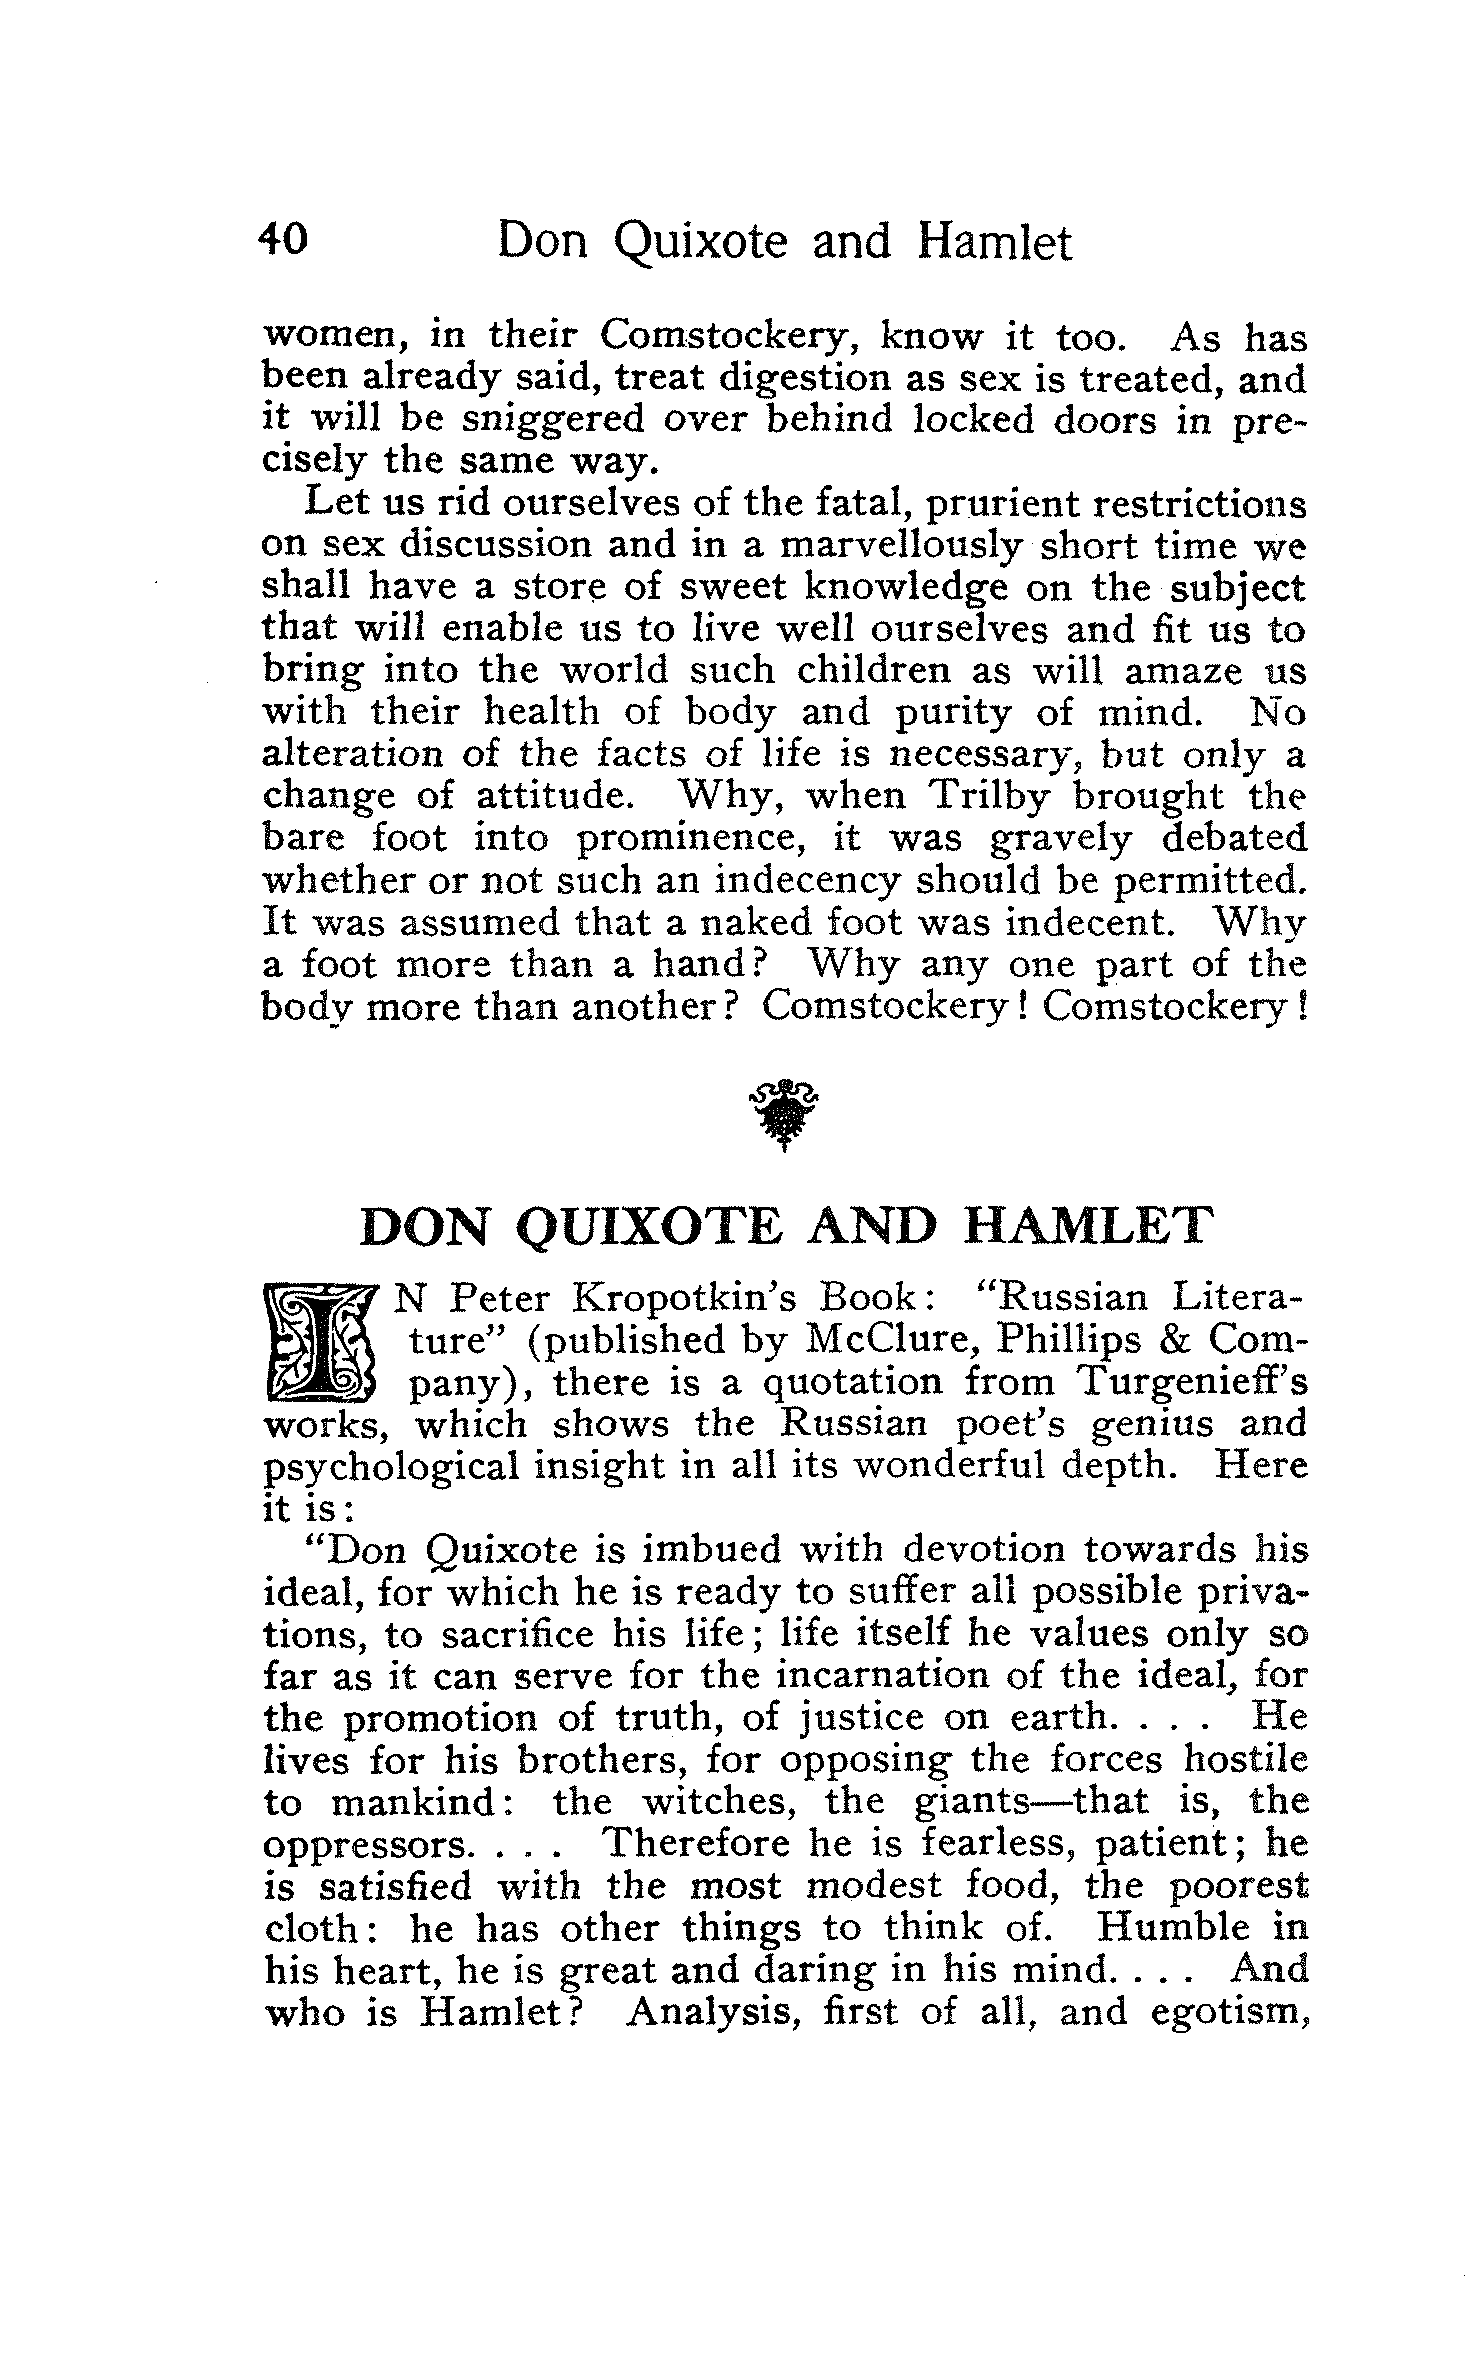 40 Don Quixote and Hamlet
women, in their Comstockery, know it too. As has
been already said, treat digestion as sex is treated, and
it will be sniggered over behind locked doors in pre-
cisely the same way.
Let us rid ourselves of the fatal, prurient restrictions
on sex discussion and in a marvellously short time we
shall have a store of sweet knowledge on the subject
that will enable us to live well ourselves and fit us to
bring into the world such children as will amaze us
with their health of body and purity of mind. No
alteration of the facts of life is necessary, but only a
change of attitude. Why, when Trilby brought the
bare foot into prominence, it was gravely debated
whether or not such an indecency should be permitted.
It was assumed that a naked foot was indecent. Why
a foot more than a hand? Why any one part of the
body more than another? Comstockery! Comstockery!
DON QUIXOTE AND HAMLET
IN Peter Kropotkin's Book: "Russian Litera-
ture" (published by McClure, Phillips & Com-
pany), there is a quotation from Turgenieff's
works, which shows the Russian poet's genius and
psychological insight in all its wonderful depth. Here
it is:
"Don Quixote is imbued with devotion towards his
ideal, for which he is ready to suffer all possible priva-
tions, to sacrifice his life; life itself he values only so
far as it can serve for the incarnation of the ideal, for
the promotion of truth, of justice on earth. . . . He
lives for his brothers, for opposing the forces hostile
to mankind: the witches, the giants—that is, the
oppressors. . . . Therefore he is fearless, patient; he
is satisfied with the most modest food, the poorest
cloth: he has other things to think of. Humble in
his heart, he is great and daring in his mind. . . . And
who is Hamlet? Analysis, first of all, and egotism,